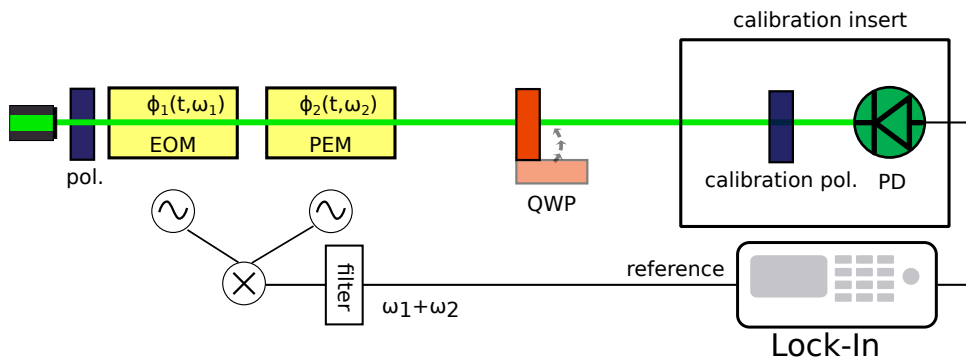 calibration insert
ϕ1(t,ω1)
EOM
ϕ2(t,ω2)
PEM
pol.
QWP
calibration pol.
PD
filter
ω1+ω2
reference
Lock-In